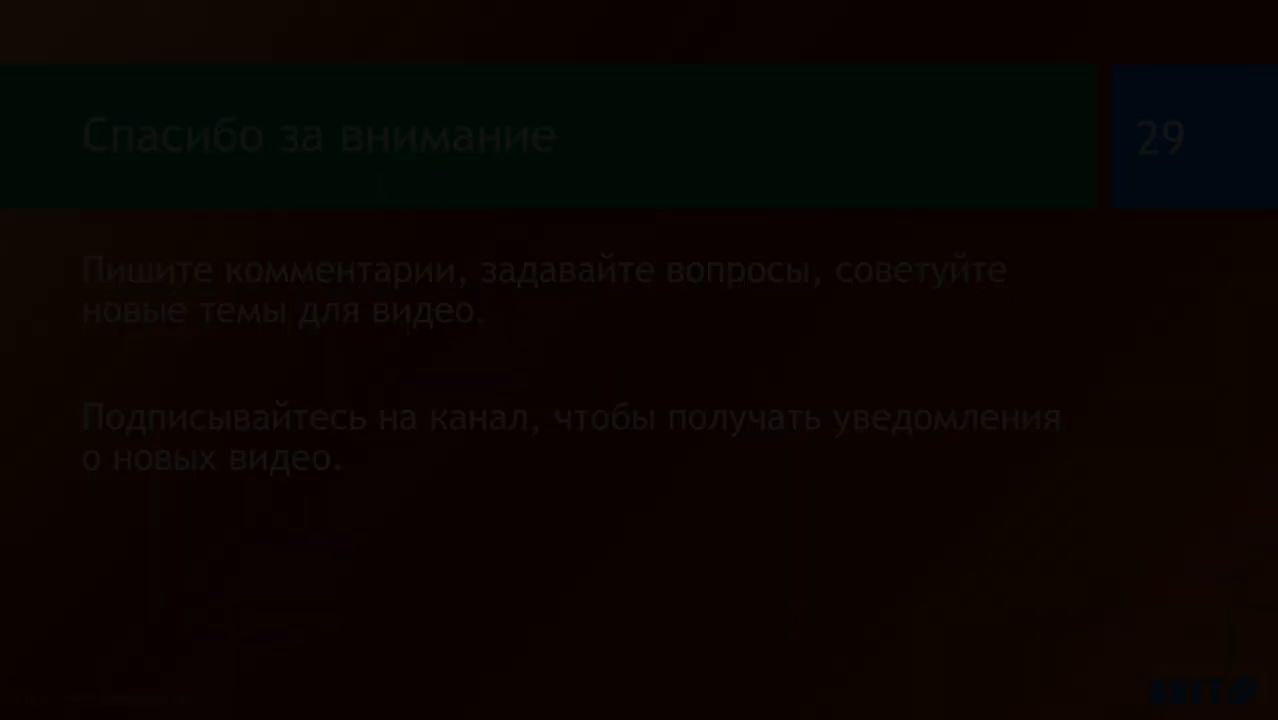 Спасибо за внимание
29
Пишите комментарии, задавайте вопросы, советуйте
новые темы для видео.
Подписывайтесь на канал, чтобы получать уведомления
о новых видео.